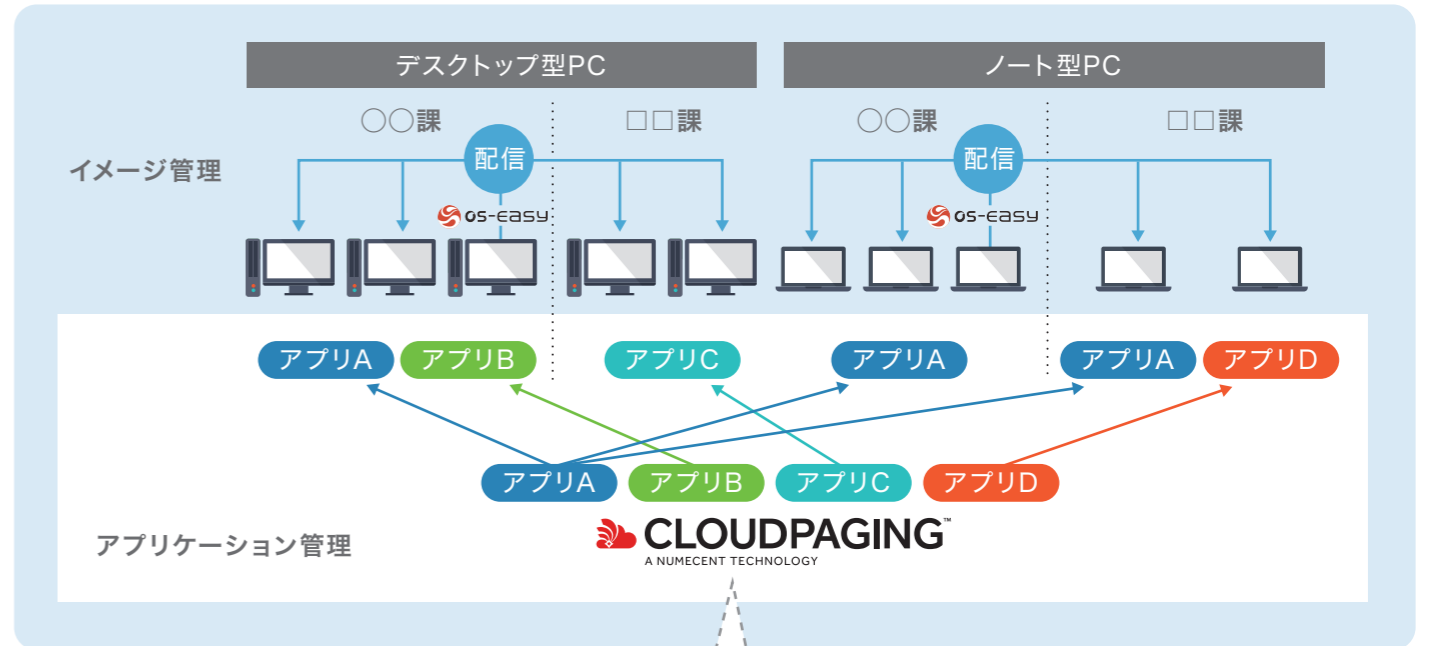 デスクトップ型PC
ノート型PC
○○課
□□課
○○課
□□課
イメージ管理
配信
配信
os-easy
os-easy
アプリA
アプリB
アプリC
アプリA
アプリA
アプリD
アプリA
アプリB
アプリC
アプリD
アプリケーション管理
CLOUDPAGING™
A NUMECENT TECHNOLOGY